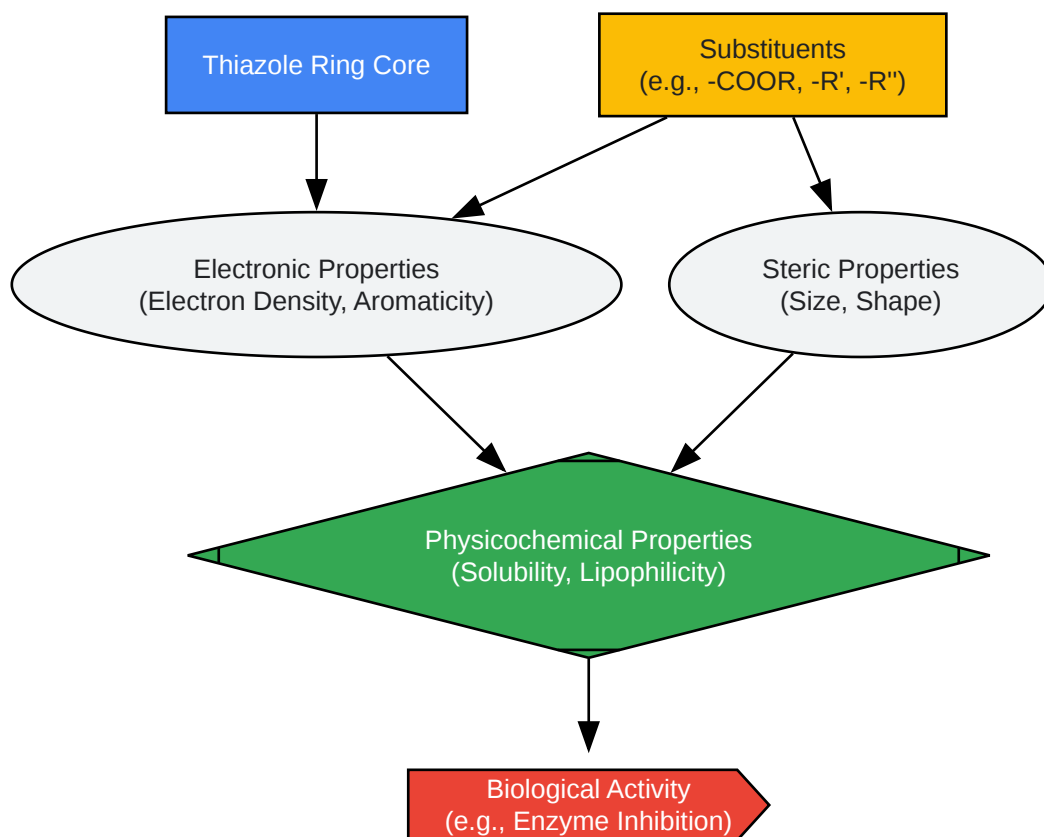 Thiazole Ring Core
Substituents
(e.g., -COOR, -R', -R'')
Electronic Properties
(Electron Density, Aromaticity)
Steric Properties
(Size, Shape)
Physicochemical Properties
(Solubility, Lipophilicity)
Biological Activity
(e.g., Enzyme Inhibition)